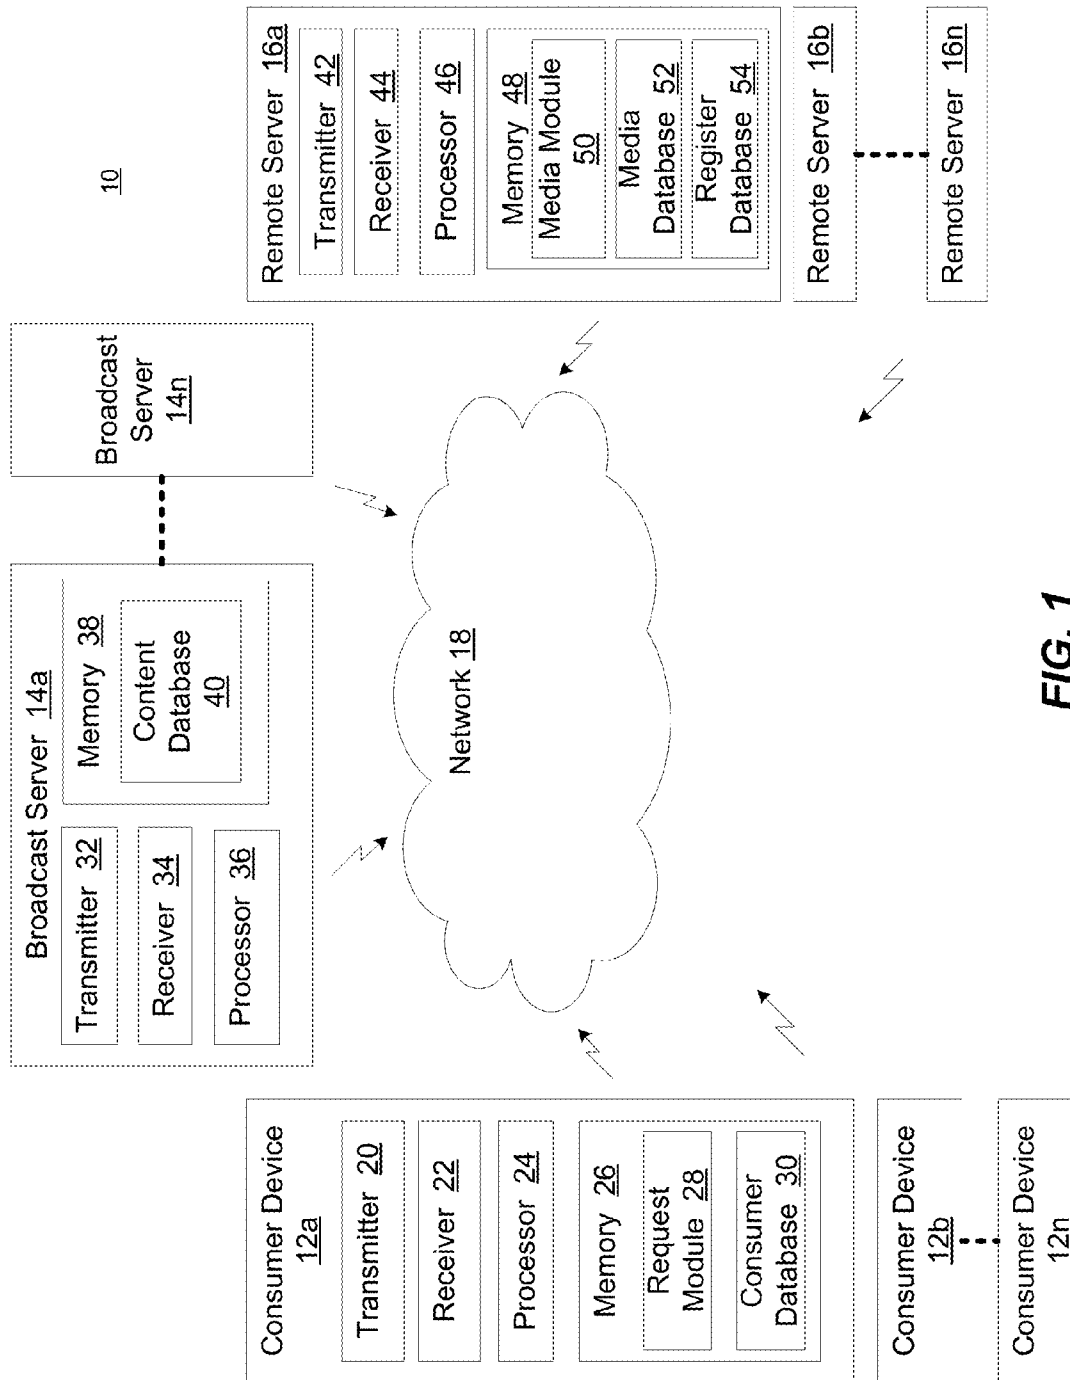 10
Broadcast Server 14a
Transmitter 32
Receiver 34
Processor 36
Memory 38
Content
Database
40
Broadcast
Server
14n
Consumer Device
12a
Transmitter 20
Receiver 22
Processor 24
Memory 26
Request
Module 28
Consumer
Database 30
Consumer Device
12b
Consumer Device
12n
Network 18
Remote Server 16a
Transmitter 42
Receiver 44
Processor 46
Memory 48
Media Module
50
Media
Database 52
Register
Database 54
Remote Server 16b
Remote Server 16n
FIG. 1